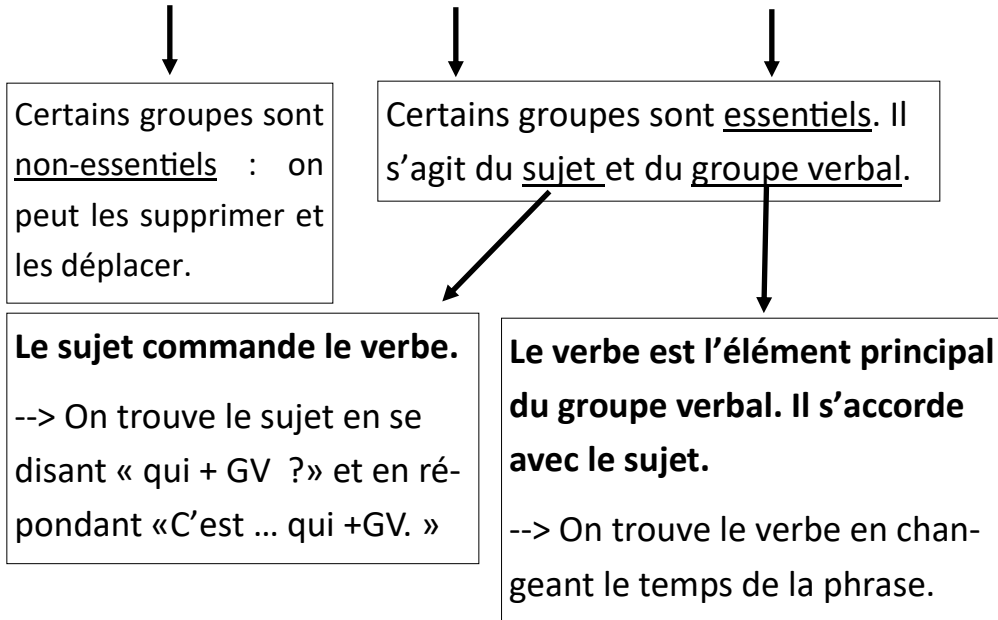 Certains groupes sont
non-essentiels : on
peut les supprimer et
les déplacer.
Certains groupes sont essentiels. Il
s’agit du sujet et du groupe verbal.
Le sujet commande le verbe.
--> On trouve le sujet en se
disant « qui + GV ?» et en ré-
pondant «C’est … qui +GV. »
Le verbe est l’élément principal
du groupe verbal. Il s’accorde
avec le sujet.
--> On trouve le verbe en chan-
geant le temps de la phrase.